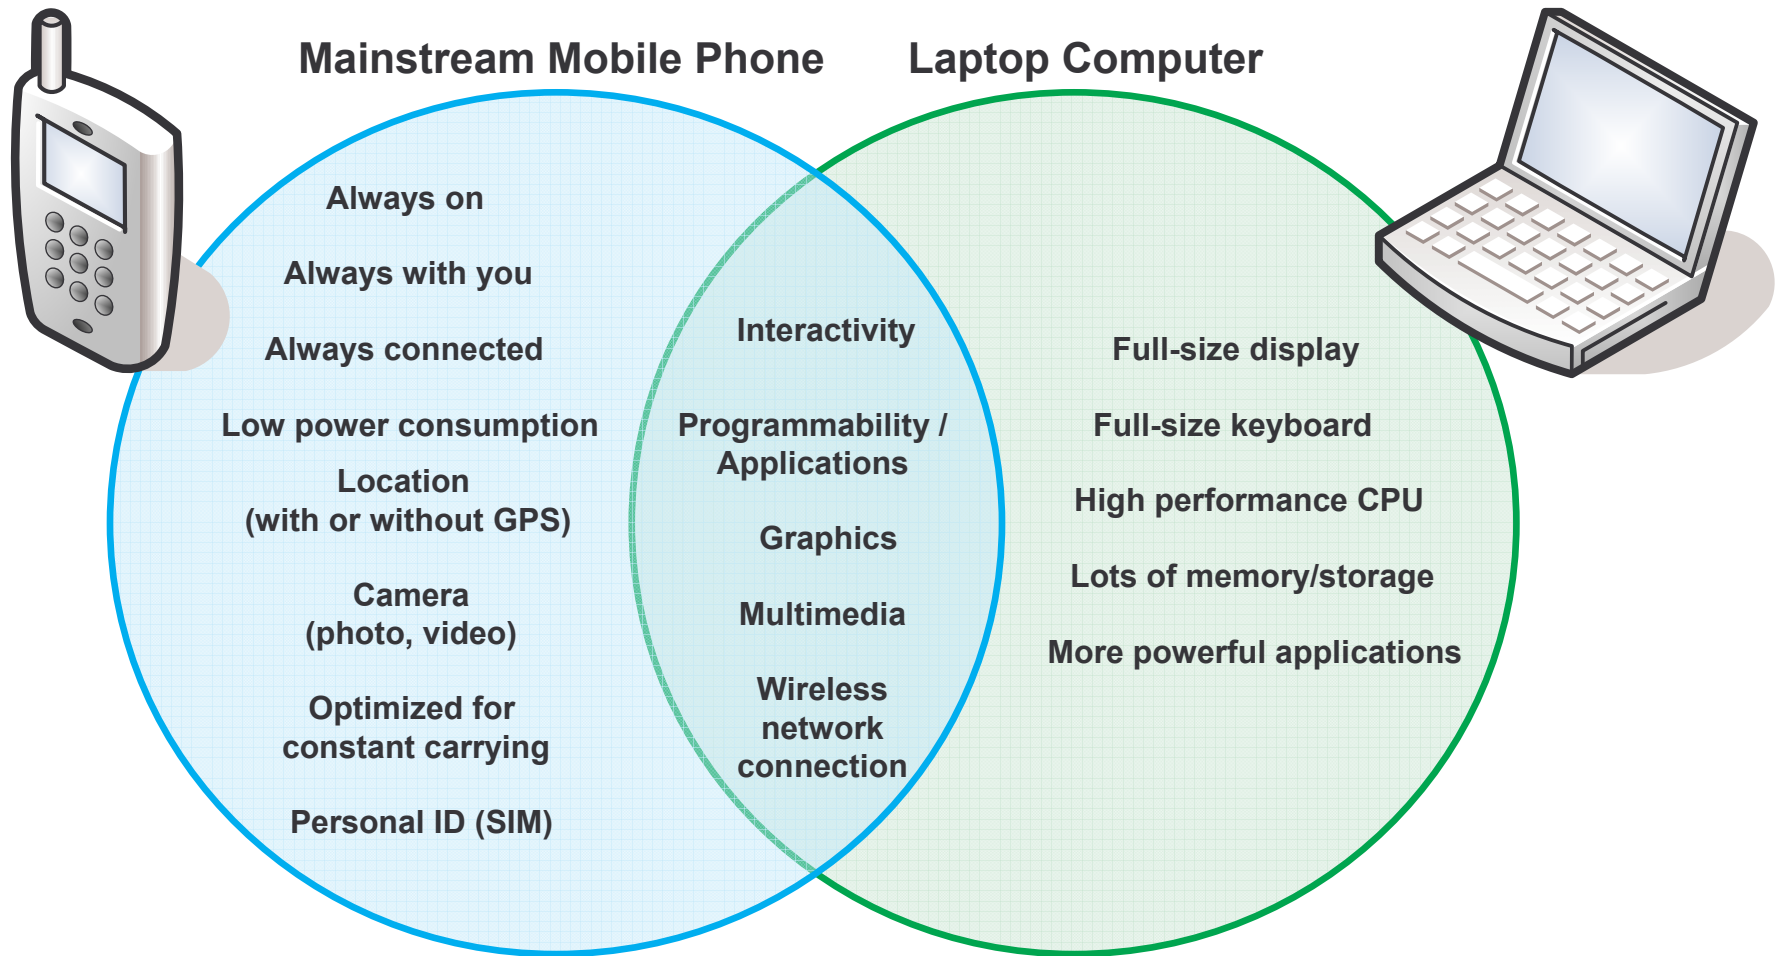 Mainstream Mobile Phone
Laptop Computer
Always on
Always with you
Always connected
Low power consumption
Location
(with or without GPS)
Camera
(photo, video)
Optimized for
constant carrying
Personal ID (SIM)
Interactivity
Programmability /
Applications
Graphics
Multimedia
Wireless
network
connection
Full-size display
Full-size keyboard
High performance CPU
Lots of memory/storage
More powerful applications